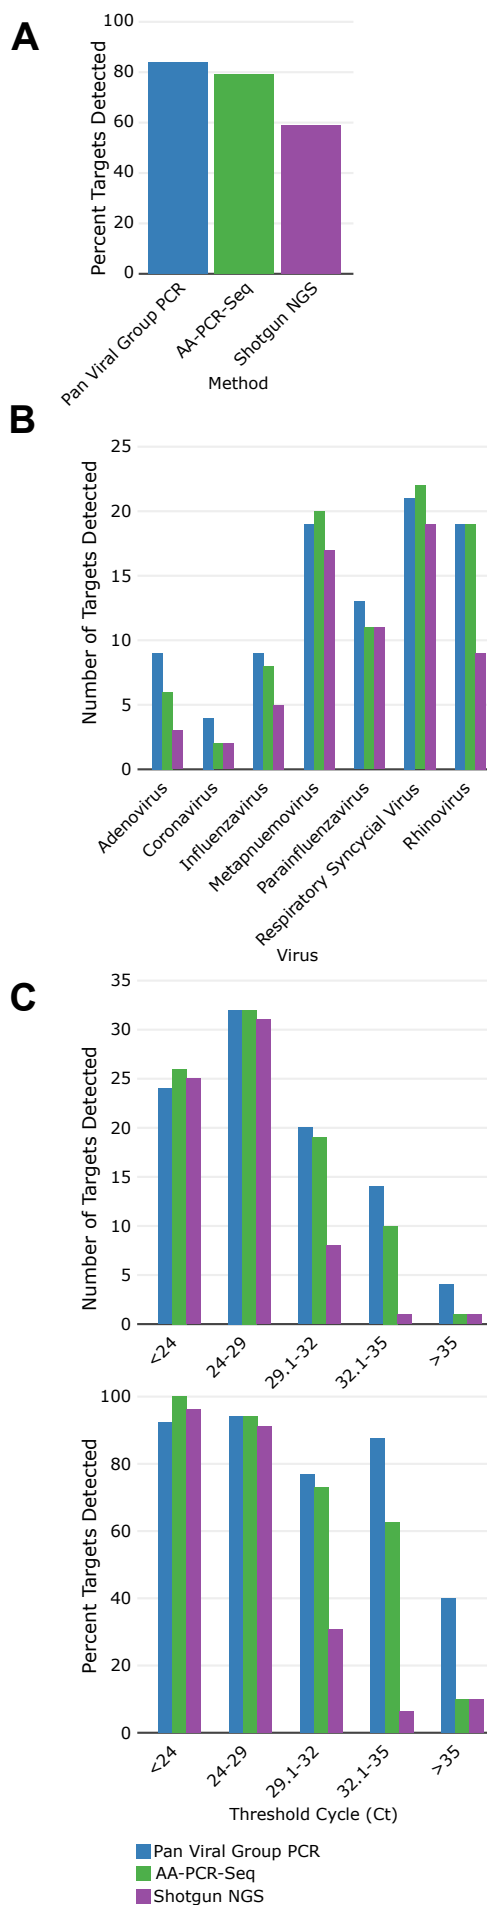 A
Percent Targets Detected
100
80
60
40
20
0
Pan Viral Group PCR
AA-PCR-Seq
Shotgun NGS
Method
B
Number of Targets Detected
25
20
15
10
5
0
Adenovirus
Coronavirus
Influenzavirus
Metapnuemovirus
Parainfluenzavirus
Respiratory Syncycial Virus
Rhinovirus
Virus
C
Number of Targets Detected
35
30
25
20
15
10
5
0
<24
24-29
29.1-32
32.1-35
>35
Percent Targets Detected
100
80
60
40
20
0
<24
24-29
29.1-32
32.1-35
>35
Threshold Cycle (Ct)
Pan Viral Group PCR
AA-PCR-Seq
Shotgun NGS